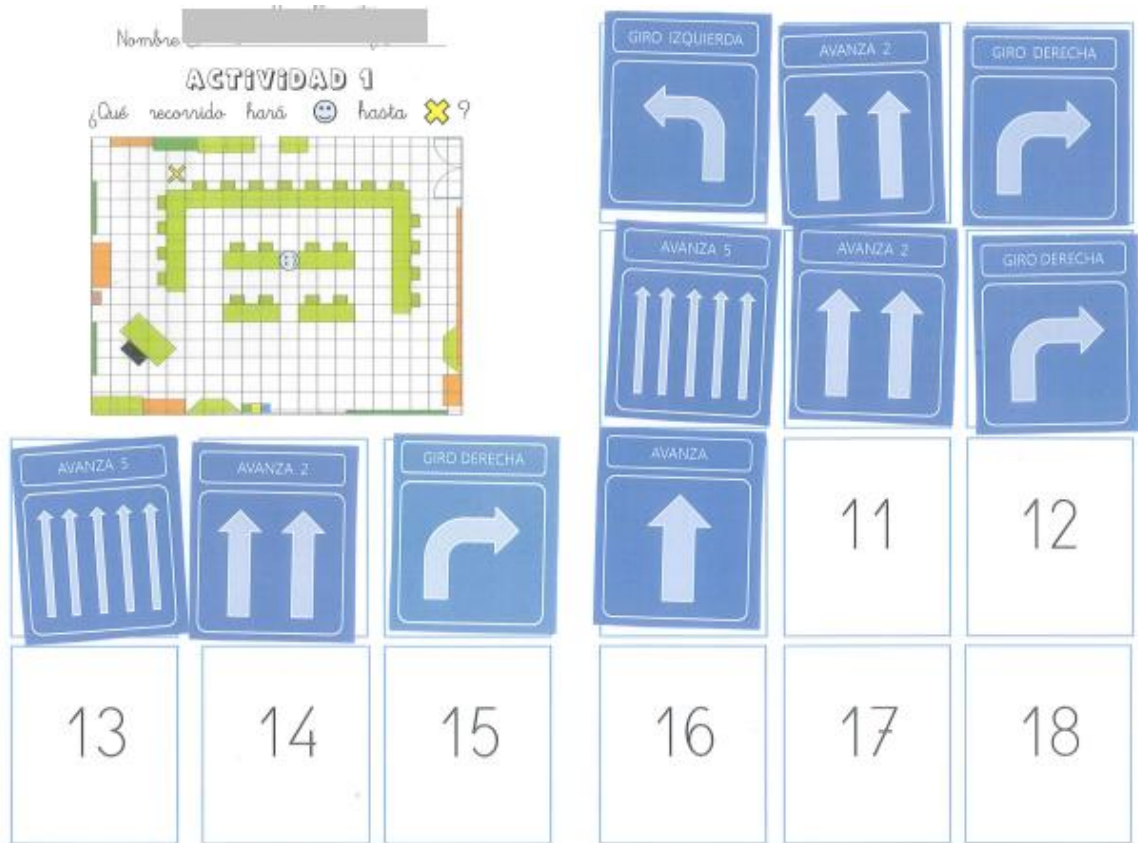 Nombre
ACTIVIDAD 1
¿Qué recorrido hará hasta ?
GIRO IZQUIERDA
AVANZA 2
GIRO DERECHA
AVANZA 5
AVANZA 2
GIRO DERECHA
AVANZA 5
AVANZA 2
GIRO DERECHA
AVANZA
11
12
13
14
15
16
17
18